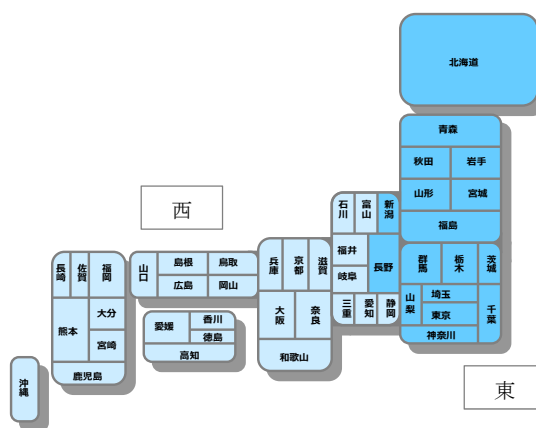 北海道
青森
秋田
岩手
山形
宮城
福島
西
石川
富山
新潟
群馬
栃木
茨城
長崎
佐賀
福岡
山口
島根
鳥取
兵庫
京都
滋賀
福井
長野
広島
岡山
岐阜
山梨
埼玉
千葉
熊本
大分
愛媛
香川
大阪
奈良
三重
愛知
静岡
東京
徳島
神奈川
宮崎
高知
和歌山
鹿児島
沖縄
東